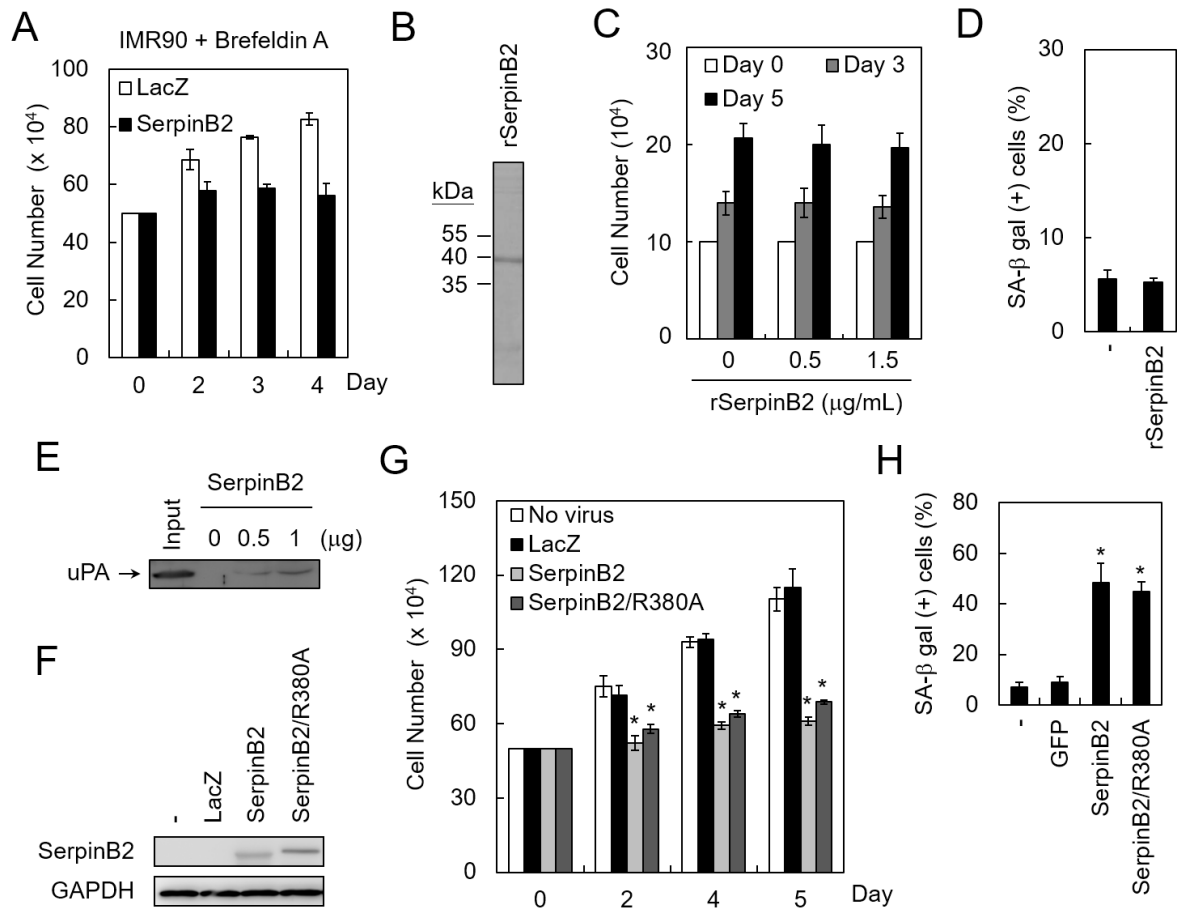 A
IMR90 + Brefeldin A
Cell Number (x 10⁴)
100
80
60
40
20
0
LacZ
SerpinB2
0 2 3 4 Day
B
rSerpinB2
kDa
55
40
35
C
Cell Number (10⁴)
30
20
10
0
Day 0 Day 3
Day 5
0 0.5 1.5
rSerpinB2 (μg/mL)
D
SA-β gal (+) cells (%)
30
20
10
0
-
rSerpinB2
E
SerpinB2
Input
0 0.5 1 (μg)
uPA →
F
-
LacZ
SerpinB2
SerpinB2/R380A
SerpinB2
GAPDH
G
Cell Number (x 10⁴)
150
120
90
60
30
0
No virus
LacZ
SerpinB2
SerpinB2/R380A
* *
* *
* *
0 2 4 5 Day
H
SA-β gal (+) cells (%)
80
60
40
20
0
* *
-
GFP
SerpinB2
SerpinB2/R380A